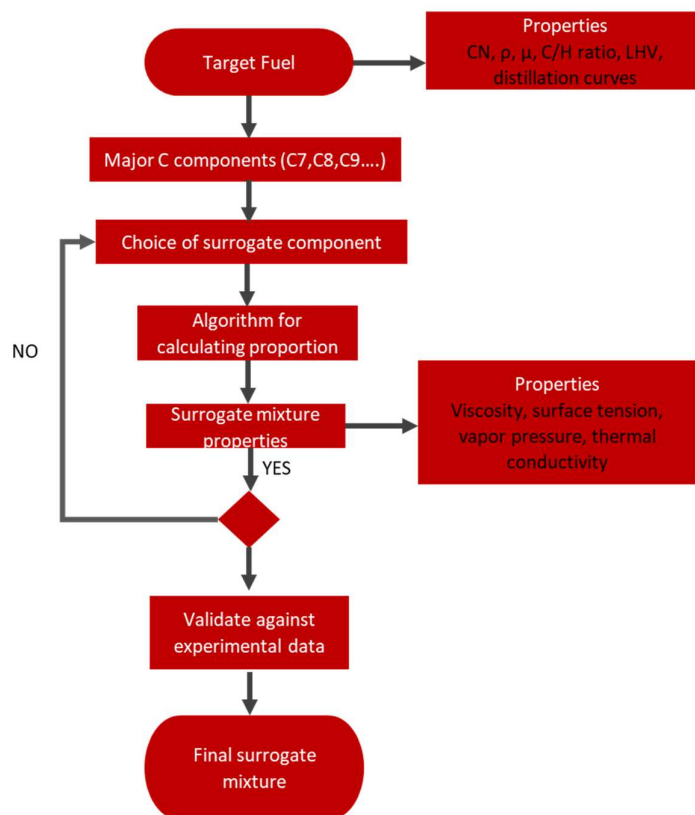 Target Fuel
Properties
CN, ρ, μ, C/H ratio, LHV,
distillation curves
Major C components (C7,C8,C9....)
Choice of surrogate component
Algorithm for
calculating proportion
NO
Surrogate mixture
properties
Properties
Viscosity, surface tension,
vapor pressure, thermal
conductivity
YES
Validate against
experimental data
Final surrogate
mixture